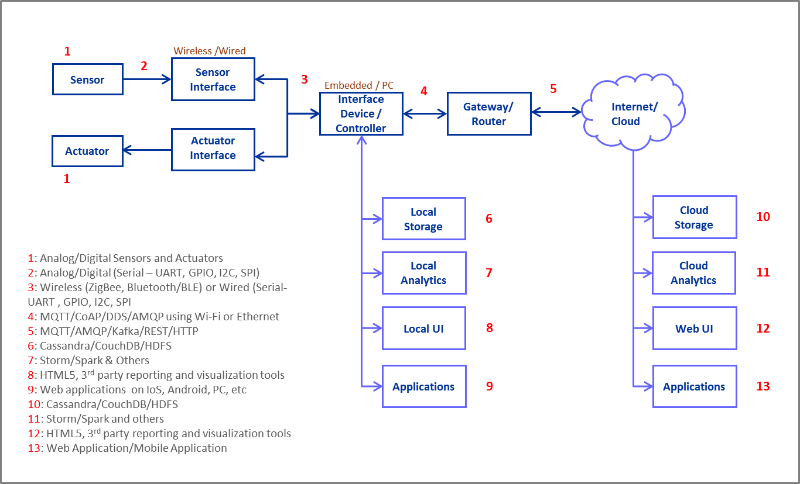 Wireless /Wired
1
2
Sensor
Sensor
Interface
3
Embedded / PC
Interface
Device /
Controller
4
Gateway/
Router
5
Internet/
Cloud
Actuator
Actuator
Interface
1
Local
Storage
6
Cloud
Storage
10
Local
Analytics
7
Cloud
Analytics
11
Local UI
8
Web UI
12
Applications
9
Applications
13
1: Analog/Digital Sensors and Actuators
2: Analog/Digital (Serial – UART, GPIO, I2C, SPI)
3: Wireless (ZigBee, Bluetooth/BLE) or Wired (Serial-
UART , GPIO, I2C, SPI
4: MQTT/CoAP/DDS/AMQP using Wi-Fi or Ethernet
5: MQTT/AMQP/Kafka/REST/HTTP
6: Cassandra/CouchDB/HDFS
7: Storm/Spark & Others
8: HTML5, 3rd party reporting and visualization tools
9: Web applications on IoS, Android, PC, etc
10: Cassandra/CouchDB/HDFS
11: Storm/Spark and others
12: HTML5, 3rd party reporting and visualization tools
13: Web Application/Mobile Application